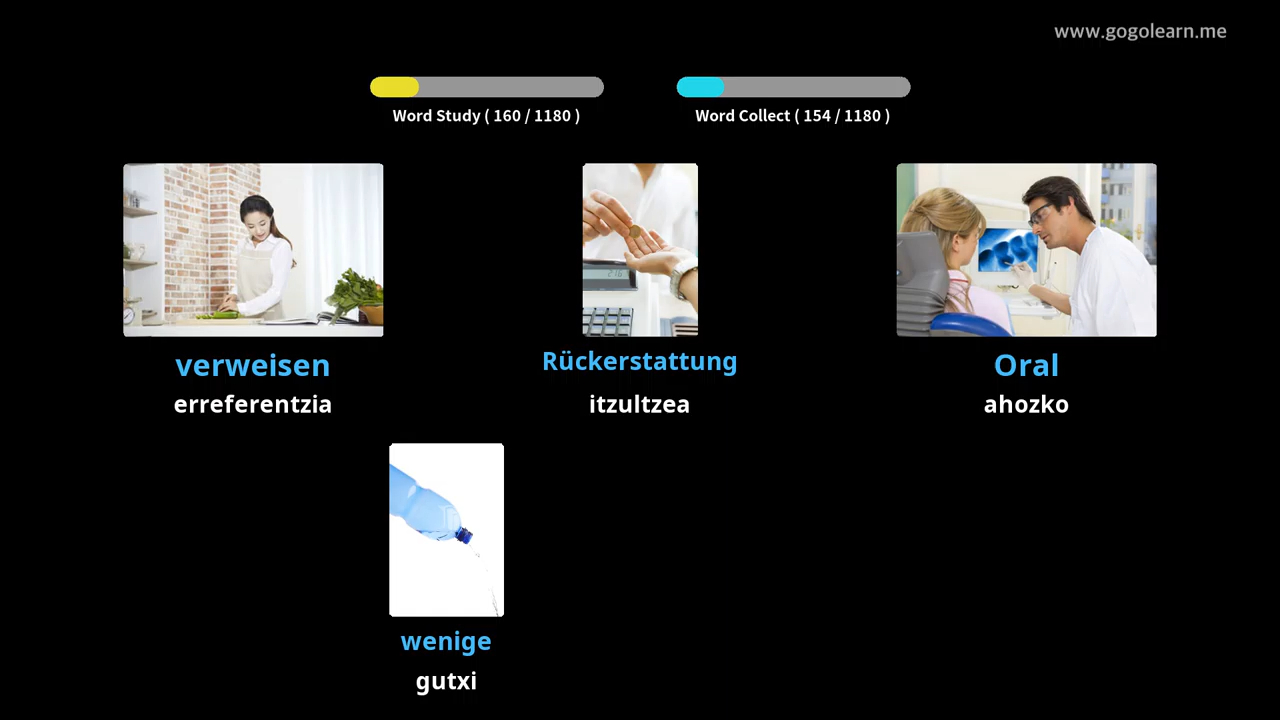 www.gogolearn.me
Word Study ( 160 / 1180 )
Word Collect ( 154 / 1180 )
verweisen
erreferentzia
Rückerstattung
itzultzea
Oral
ahozko
wenige
gutxi